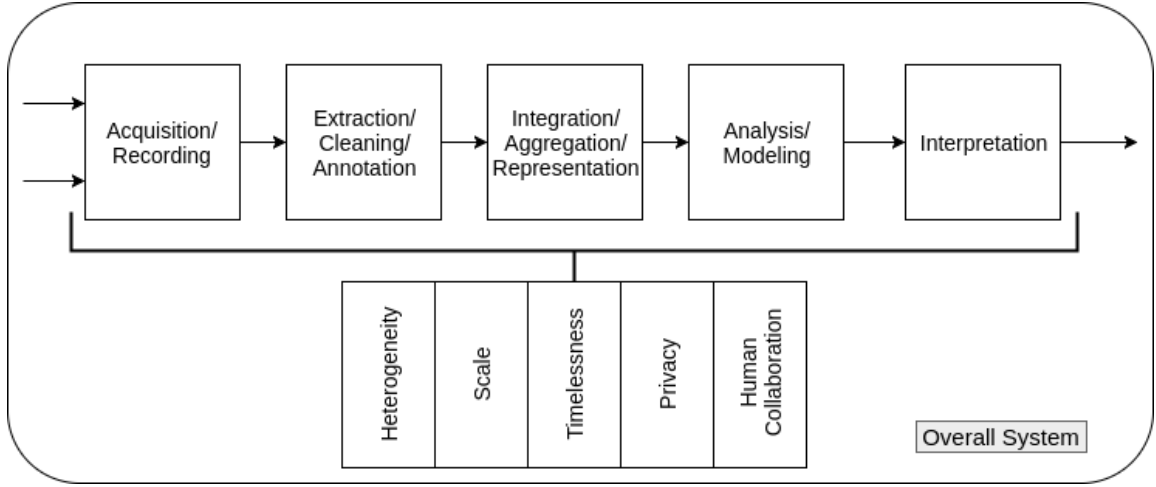 Acquisition/
Recording
Extraction/
Cleaning/
Annotation
Integration/
Aggregation/
Representation
Analysis/
Modeling
Interpretation
Heterogeneity
Scale
Timelessness
Privacy
Human
Collaboration
Overall System